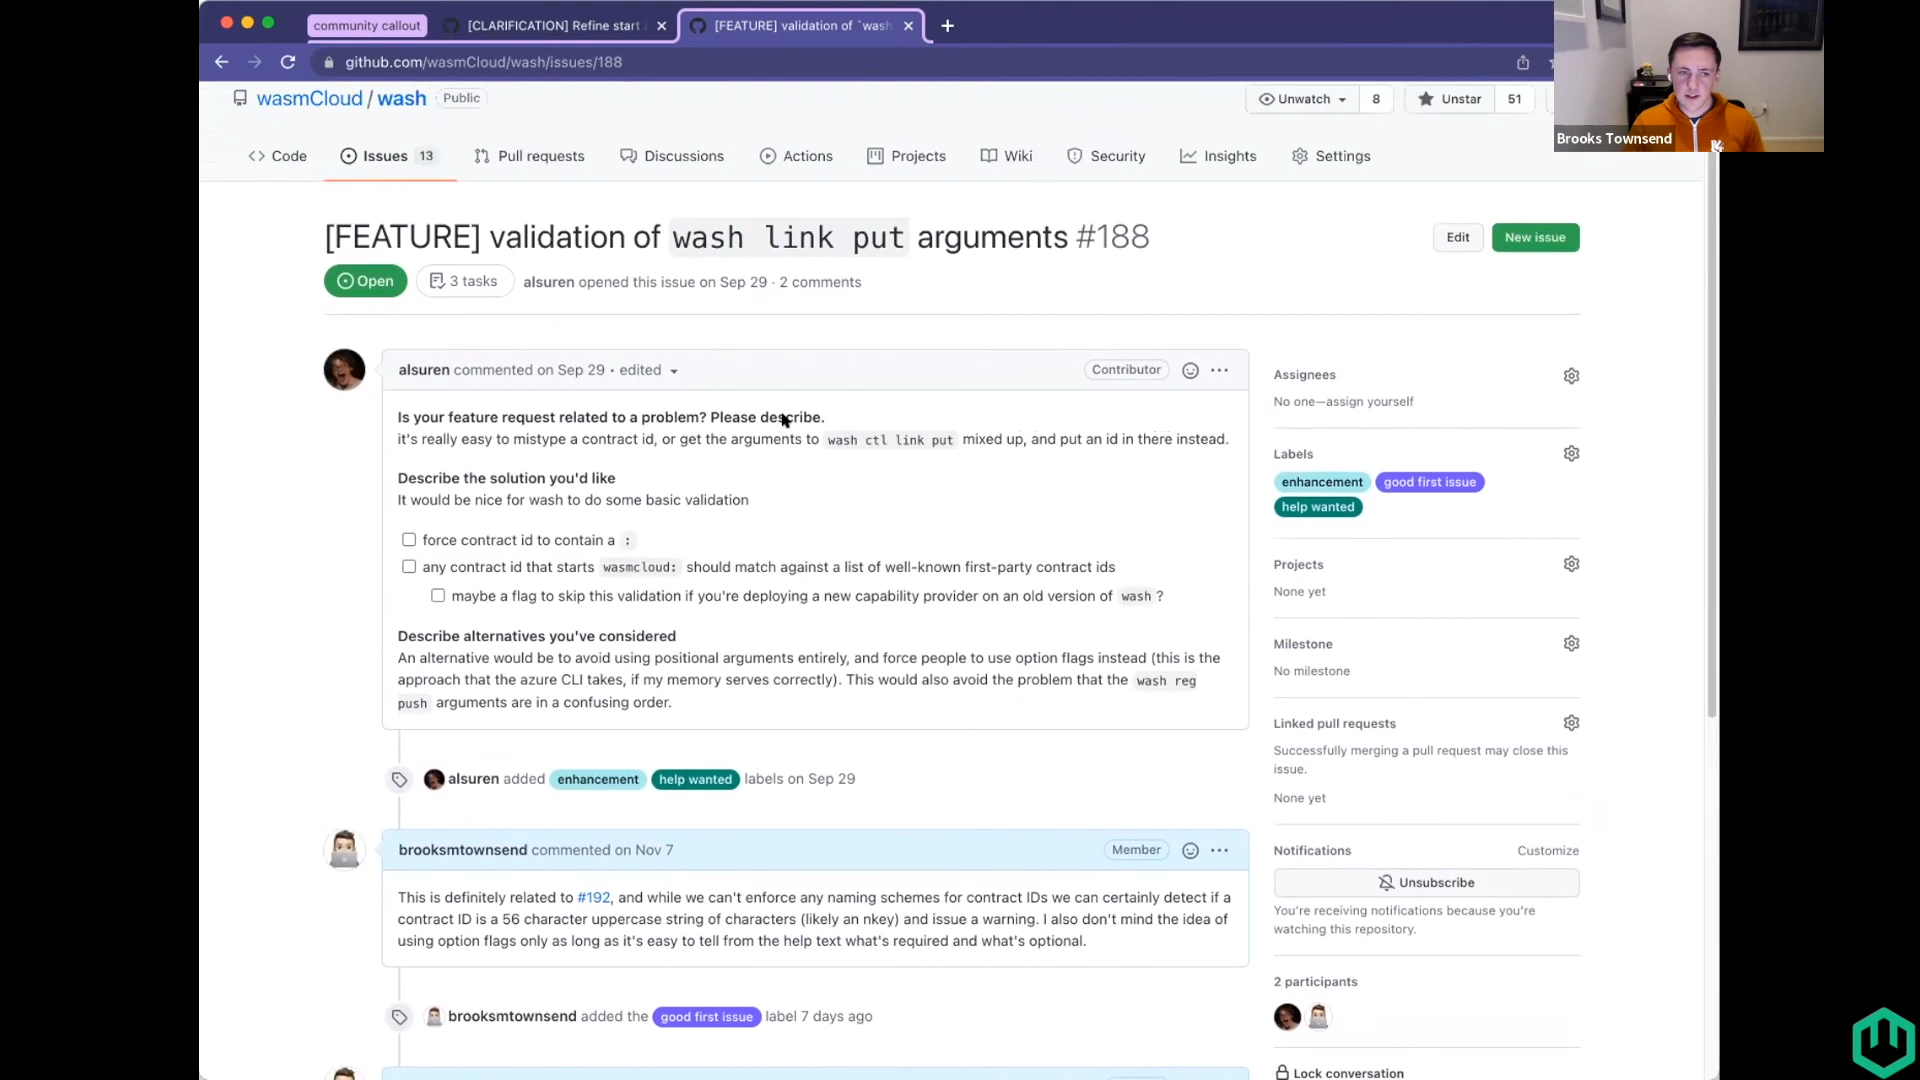 community callout
[CLARIFICATION] Refine start
[FEATURE] validation of `wash
github.com/wasmCloud/wash/issues/188
Brooks Townsend
wasmCloud / wash Public
Unwatch 8
Unstar 51
Code
Issues 13
Pull requests
Discussions
Actions
Projects
Wiki
Security
Insights
Settings
[FEATURE] validation of wash link put arguments #188
Edit
New issue
Open
3 tasks
alsuren opened this issue on Sep 29 · 2 comments
alsuren commented on Sep 29 • edited
Contributor
Is your feature request related to a problem? Please describe.
it's really easy to mistype a contract id, or get the arguments to wash ctl link put mixed up, and put an id in there instead.
Describe the solution you'd like
It would be nice for wash to do some basic validation
force contract id to contain a :
any contract id that starts wasmcloud: should match against a list of well-known first-party contract ids
maybe a flag to skip this validation if you're deploying a new capability provider on an old version of wash ?
Describe alternatives you've considered
An alternative would be to avoid using positional arguments entirely, and force people to use option flags instead (this is the
approach that the azure CLI takes, if my memory serves correctly). This would also avoid the problem that the wash reg
push arguments are in a confusing order.
alsuren added enhancement help wanted labels on Sep 29
brooksmtownsend commented on Nov 7
Member
This is definitely related to #192, and while we can't enforce any naming schemes for contract IDs we can certainly detect if a
contract ID is a 56 character uppercase string of characters (likely an nkey) and issue a warning. I also don't mind the idea of
using option flags only as long as it's easy to tell from the help text what's required and what's optional.
brooksmtownsend added the good first issue label 7 days ago
Assignees
No one—assign yourself
Labels
enhancement good first issue
help wanted
Projects
None yet
Milestone
No milestone
Linked pull requests
Successfully merging a pull request may close this
issue.
None yet
Notifications Customize
Unsubscribe
You're receiving notifications because you're
watching this repository.
2 participants
Lock conversation